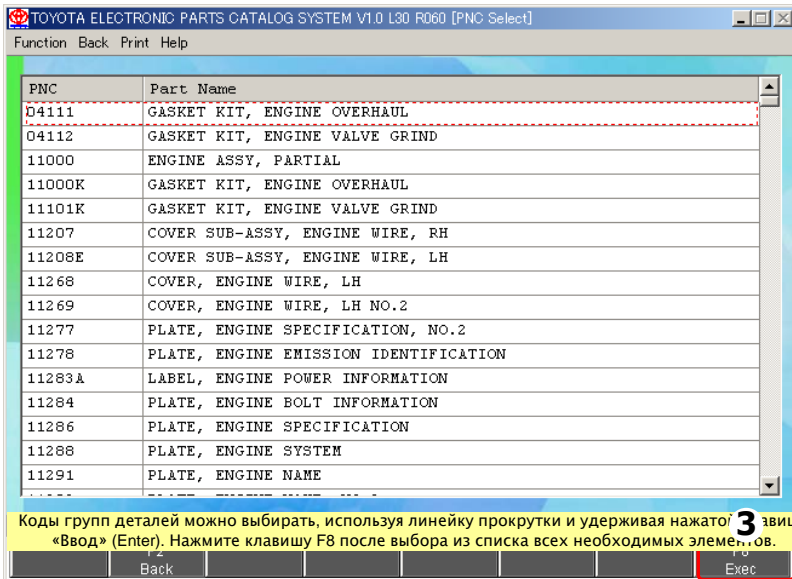 TOYOTA ELECTRONIC PARTS CATALOG SYSTEM V1.0 L30 R060 [PNC Select]
Function Back Print Help
PNC Part Name
04111 GASKET KIT, ENGINE OVERHAUL
04112 GASKET KIT, ENGINE VALVE GRIND
11000 ENGINE ASSY, PARTIAL
11000K GASKET KIT, ENGINE OVERHAUL
11101K GASKET KIT, ENGINE VALVE GRIND
11207 COVER SUB-ASSY, ENGINE WIRE, RH
11208E COVER SUB-ASSY, ENGINE WIRE, LH
11268 COVER, ENGINE WIRE, LH
11269 COVER, ENGINE WIRE, LH NO.2
11277 PLATE, ENGINE SPECIFICATION, NO.2
11278 PLATE, ENGINE EMISSION IDENTIFICATION
11283A LABEL, ENGINE POWER INFORMATION
11284 PLATE, ENGINE BOLT INFORMATION
11286 PLATE, ENGINE SPECIFICATION
11288 PLATE, ENGINE SYSTEM
11291 PLATE, ENGINE NAME
Коды групп деталей можно выбирать, используя линейку прокрутки и удерживая
3
«Ввод» (Enter). Нажмите клавишу F8 после выбора из списка всех необходимых элементов.
F2 F8
Back Exec